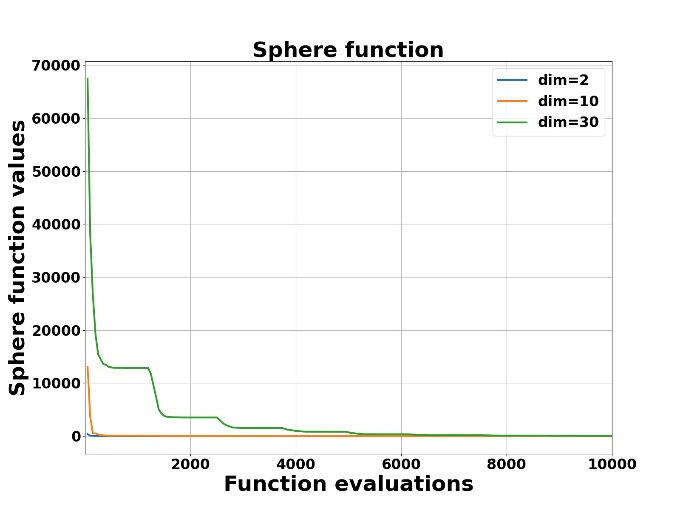 Sphere function
Sphere function values
70000
60000
50000
40000
30000
20000
10000
0
dim=2
dim=10
dim=30
2000 4000 6000 8000 10000
Function evaluations